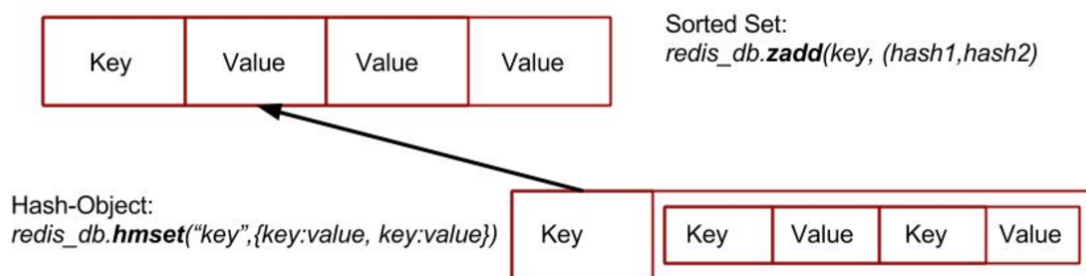 Sorted Set:
redis_db.zadd(key, (hash1,hash2)
Key Value Value Value
Hash-Object:
redis_db.hmset(“key”,{key:value, key:value})
Key Key Value Key Value